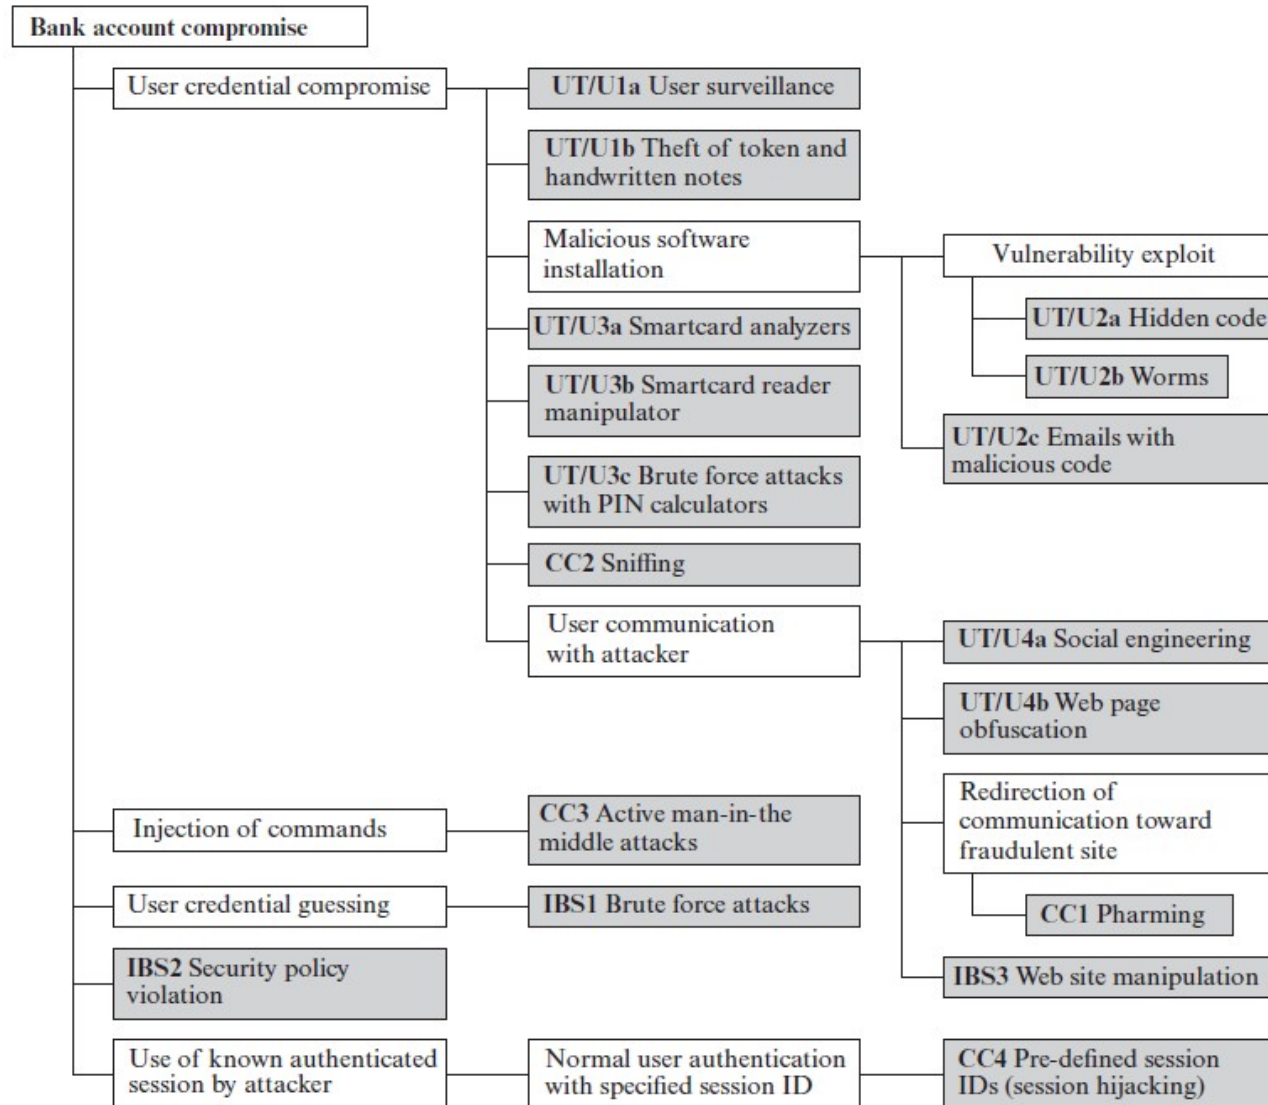 Bank account compromise
User credential compromise
UT/U1a User surveillance
UT/U1b Theft of token and
handwritten notes
Malicious software
installation
Vulnerability exploit
UT/U2a Hidden code
UT/U2b Worms
UT/U2c Emails with
malicious code
UT/U3a Smartcard analyzers
UT/U3b Smartcard reader
manipulator
UT/U3c Brute force attacks
with PIN calculators
CC2 Sniffing
User communication
with attacker
UT/U4a Social engineering
UT/U4b Web page
obfuscation
Redirection of
communication toward
fraudulent site
CC1 Pharming
IBS3 Web site manipulation
Injection of commands
CC3 Active man-in-the
middle attacks
User credential guessing
IBS1 Brute force attacks
IBS2 Security policy
violation
Use of known authenticated
session by attacker
Normal user authentication
with specified session ID
CC4 Pre-defined session
IDs (session hijacking)